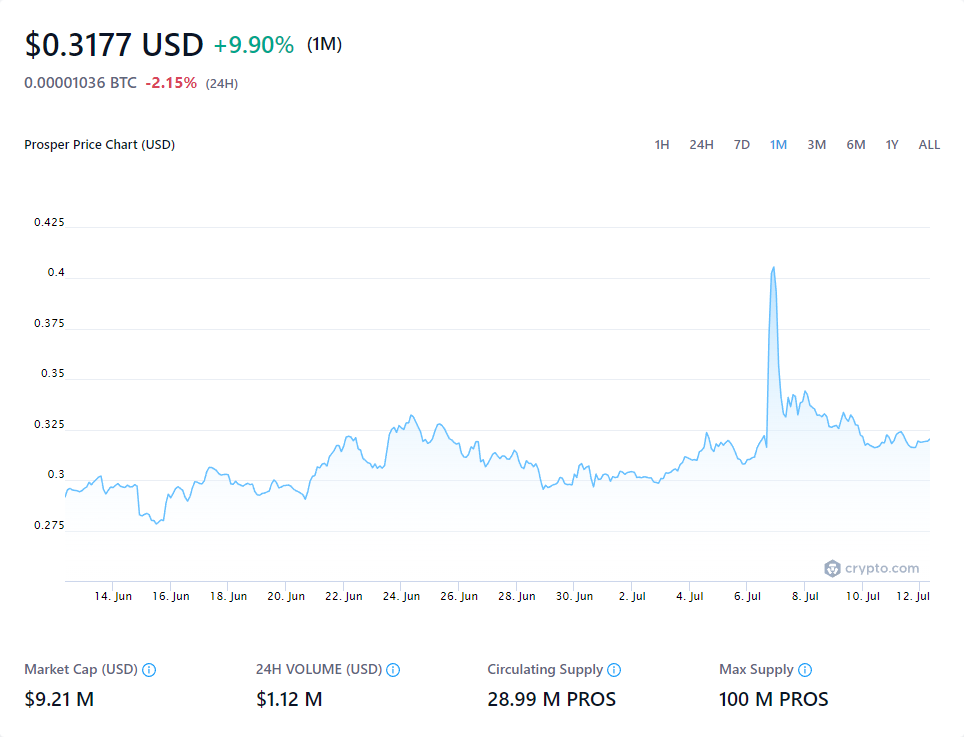 $0.3177 USD +9.90% (1M)
0.00001036 BTC -2.15% (24H)
Prosper Price Chart (USD) 1H 24H 7D 1M 3M 6M 1Y ALL
0.425
0.4
0.375
0.35
0.325
0.3
0.275
crypto.com
14. Jun 16. Jun 18. Jun 20. Jun 22. Jun 24. Jun 26. Jun 28. Jun 30. Jun 2. Jul 4. Jul 6. Jul 8. Jul 10. Jul 12. Jul
Market Cap (USD) 24H VOLUME (USD) Circulating Supply Max Supply
$9.21 M $1.12 M 28.99 M PROS 100 M PROS